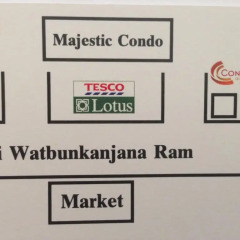 Majestic Condo
TESCO
Lotus
i Watbunkanjana Ram
Market